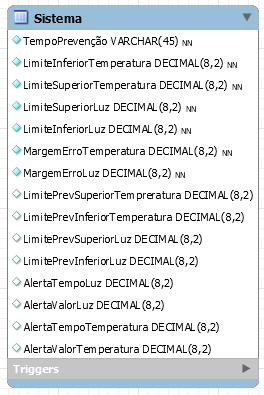 Sistema
TempoPrevenção VARCHAR(45) NN
LimiteInferiorTemperatura DECIMAL(8,2) NN
LimiteSuperiorTemperatura DECIMAL(8,2) NN
LimiteSuperiorLuz DECIMAL(8,2) NN
LimiteInferiorLuz DECIMAL(8,2) NN
MargemErroTemperatura DECIMAL(8,2) NN
MargemErroLuz DECIMAL(8,2) NN
LimitePrevSuperiorTemperatura DECIMAL(8,2)
LimitePrevInferiorTemperatura DECIMAL(8,2)
LimitePrevSuperiorLuz DECIMAL(8,2)
LimitePrevInferiorLuz DECIMAL(8,2)
AlertaTempoLuz DECIMAL(8,2)
AlertaValorLuz DECIMAL(8,2)
AlertaTempoTemperatura DECIMAL(8,2)
AlertaValorTemperatura DECIMAL(8,2)
Triggers